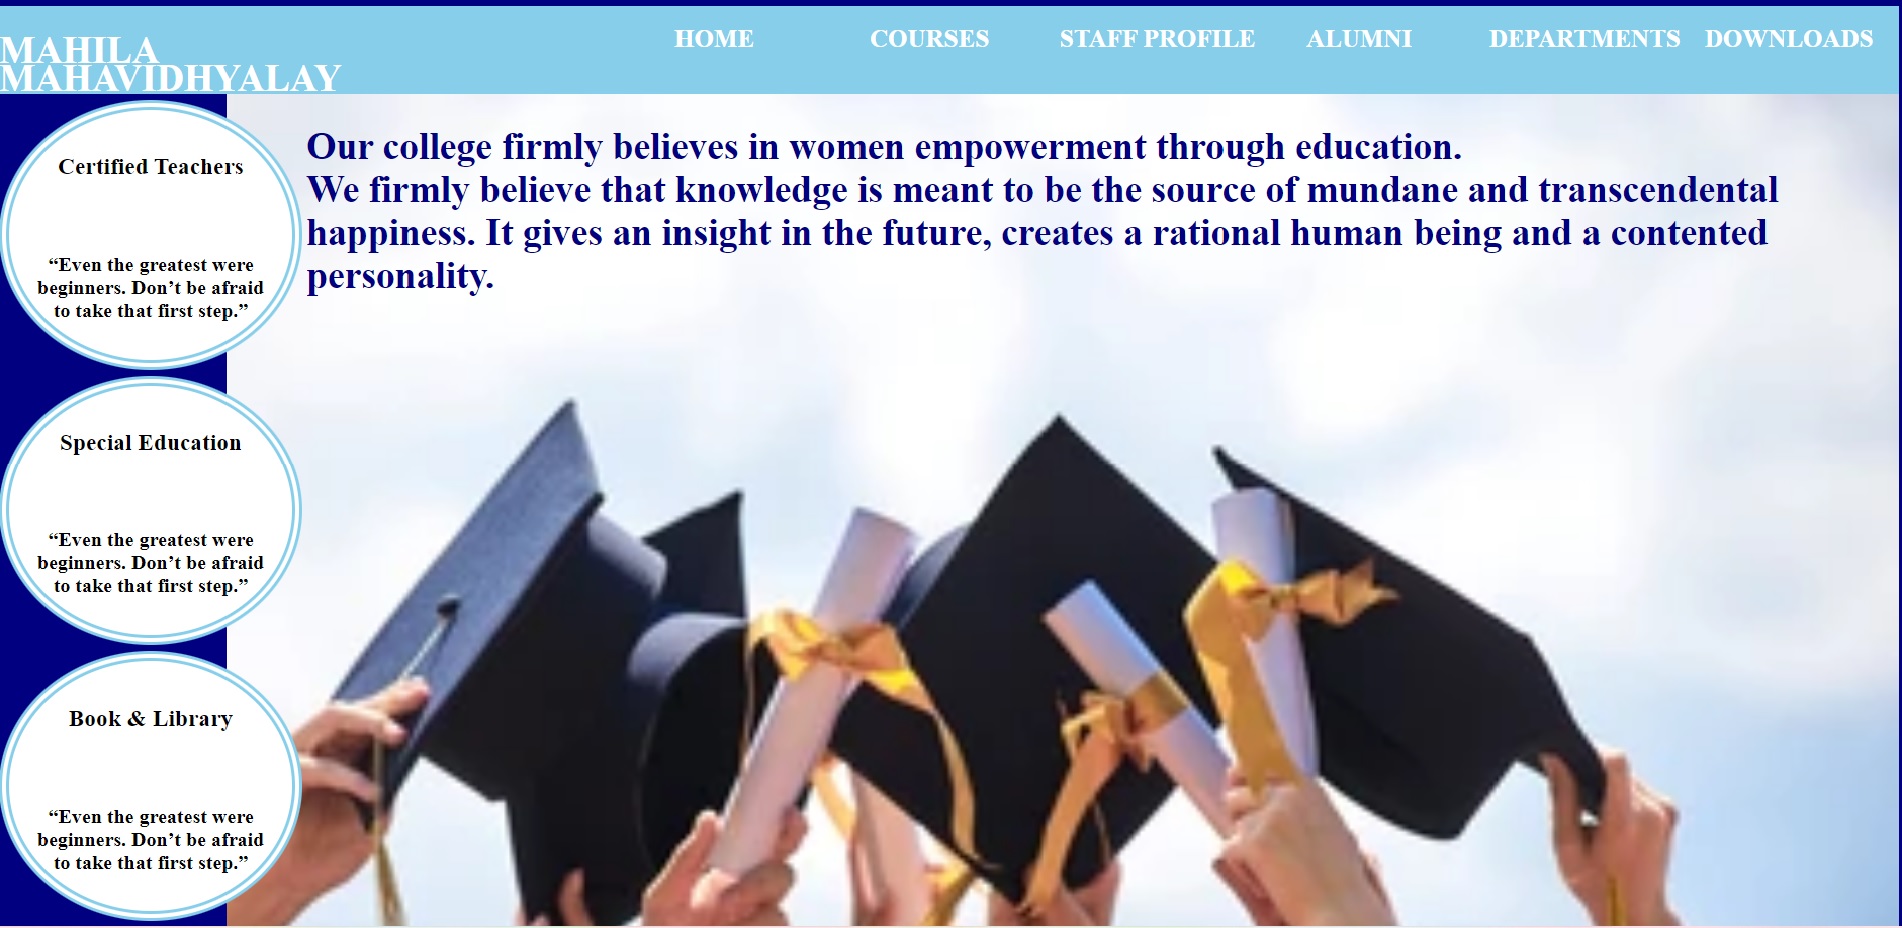 MAHILA
MAHAVIDHYALAY
HOME COURSES STAFF PROFILE ALUMNI DEPARTMENTS DOWNLOADS
Our college firmly believes in women empowerment through education.
We firmly believe that knowledge is meant to be the source of mundane and transcendental
happiness. It gives an insight in the future, creates a rational human being and a contented
personality.
Certified Teachers
“Even the greatest were
beginners. Don’t be afraid
to take that first step.”
Special Education
“Even the greatest were
beginners. Don’t be afraid
to take that first step.”
Book & Library
“Even the greatest were
beginners. Don’t be afraid
to take that first step.”